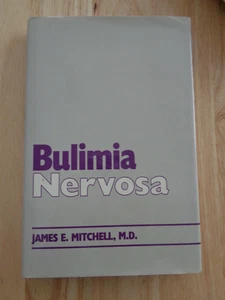 Bulimia
Nervosa
JAMES E. MITCHELL, M.D.